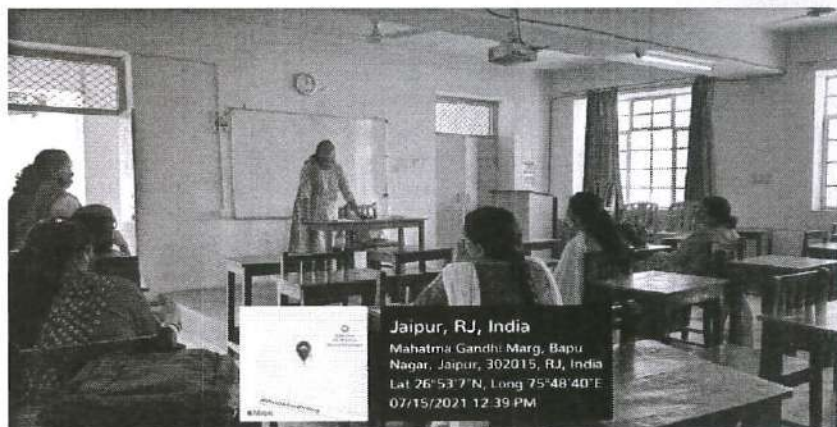 Jaipur, RJ, India
Mahatma Gandhi Marg, Bapu
Nagar, Jaipur, 302015, RJ, India
Lat 26°53'7"N, Long 75°48'40"E
07/15/2021 12:39 PM